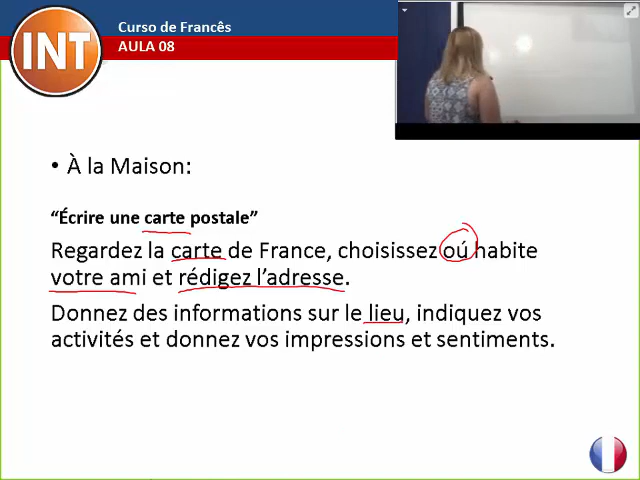 INT
Curso de Francês
AULA 08
• À la Maison:
“Écrire une carte postale”
Regardez la carte de France, choisissez oú habite
votre ami et rédigez l’adresse.
Donnez des informations sur le lieu, indiquez vos
activités et donnez vos impressions et sentiments.